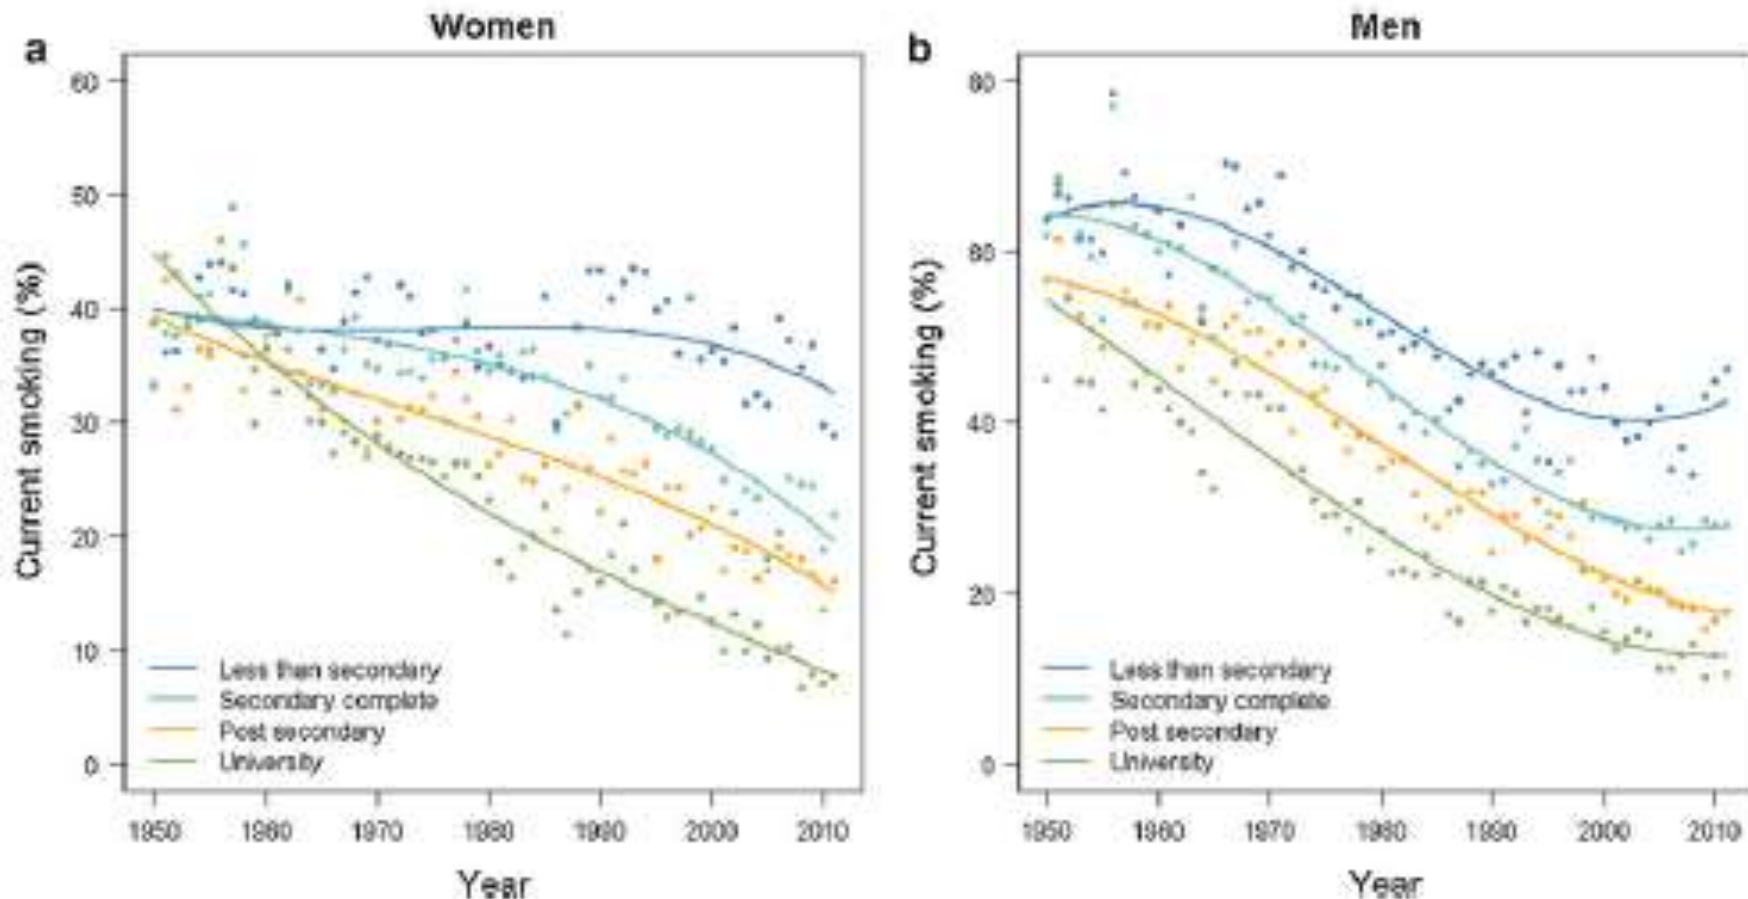 Women
a
60
50
40
30
20
10
0
Current smoking (%)
Less than secondary
Secondary complete
Post secondary
University
1950 1960 1970 1980 1990 2000 2010
Year
Men
b
80
60
40
20
0
Current smoking (%)
Less than secondary
Secondary complete
Post secondary
University
1950 1960 1970 1980 1990 2000 2010
Year